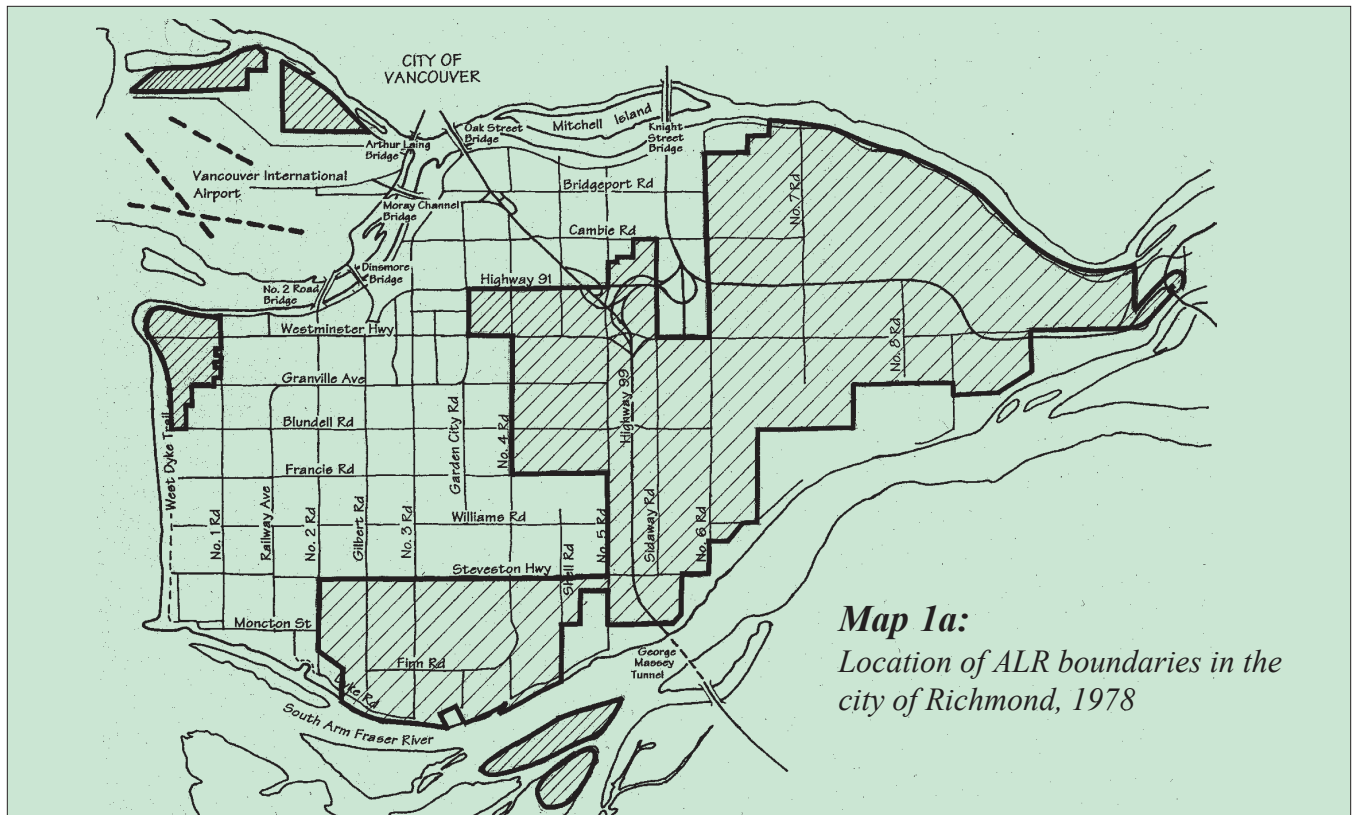 CITY OF
VANCOUVER
Oak Street
Bridge
Mitchell Island
Knight
Street
Bridge
Arthur Laing
Bridge
Vancouver International
Airport
Bridgeport Rd
No. 7 Rd
Moray Channel
Bridge
Cambie Rd
Dinsmore
Bridge
Highway 91
No. 2 Road
Bridge
Westminster Hwy
No. 8 Rd
Granville Ave
Highway 99
Blundell Rd
West Dyke Trail
Garden City Rd
No. 4 Rd
Francis Rd
Williams Rd
No. 1 Rd
Railway Ave
No. 2 Rd
Gilbert Rd
No. 3 Rd
No. 5 Rd
Sidaway Rd
No. 6 Rd
Steveston Hwy
Shell Rd
Moncton St
Finn Rd
Dyke Rd
George
Massey
Tunnel
South Arm Fraser River
Map 1a:
Location of ALR boundaries in the
city of Richmond, 1978